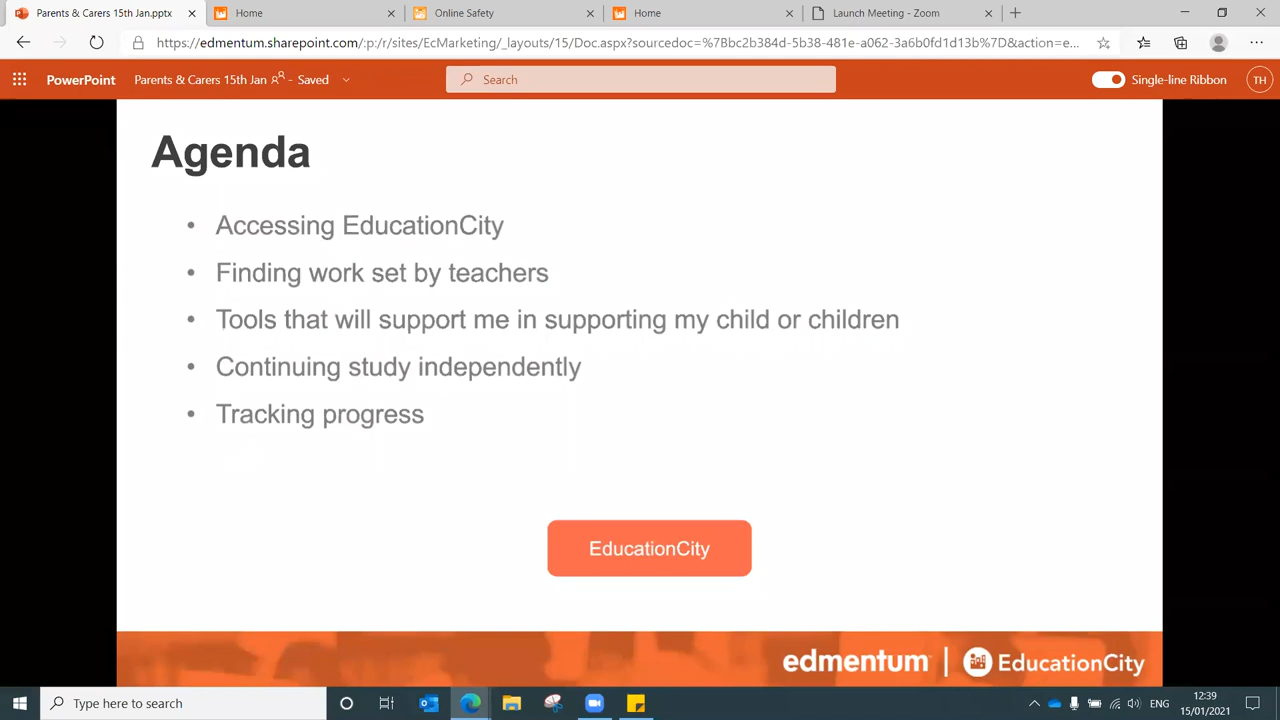 Parents & Carers 15th Jan.pptx
Home
Online Safety
Home
Launch Meeting - Zoom
https://edmentum.sharepoint.com/:p:/r/sites/EcMarketing/_layouts/15/Doc.aspx?sourcedoc=%7Bbc2b384d-5b38-481e-a062-3a6b0fd1d13b%7D&action=e...
PowerPoint
Parents & Carers 15th Jan - Saved
Search
Single-line Ribbon
TH
Agenda
• Accessing EducationCity
• Finding work set by teachers
• Tools that will support me in supporting my child or children
• Continuing study independently
• Tracking progress
EducationCity
edmentum | EducationCity
Type here to search
ENG
12:39
15/01/2021